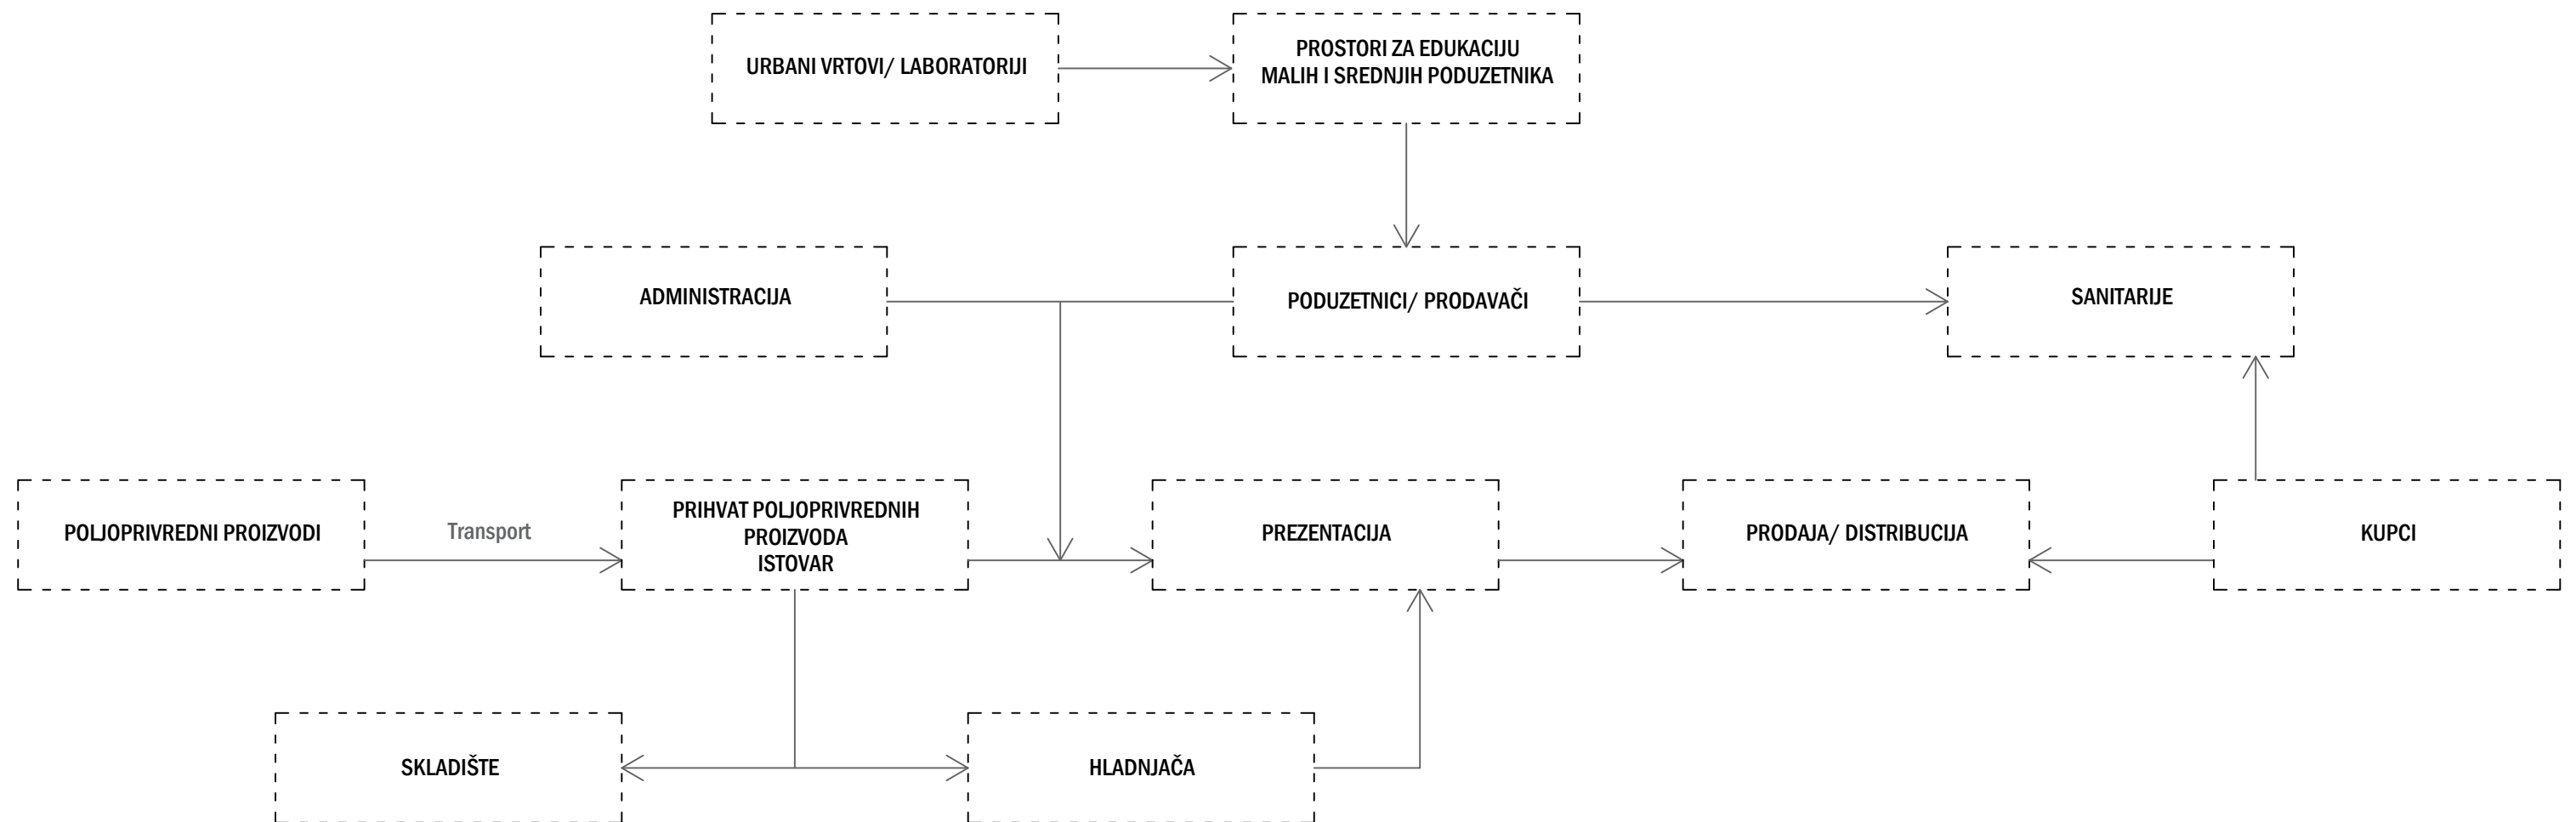 URBANI VRTOVI/ LABORATORIJI
PROSTORI ZA EDUKACIJU
MALIH I SREDNJIH PODUZETNIKA
ADMINISTRACIJA
PODUZETNICI/ PRODAVAČI
SANITARIJE
POLJOPRIVREDNI PROIZVODI
Transport
PRIHVAT POLJOPRIVREDNIH
PROIZVODA
ISTOVAR
PREZENTACIJA
PRODAJA/ DISTRIBUCIJA
KUPCI
SKLADIŠTE
HLADNJAČA